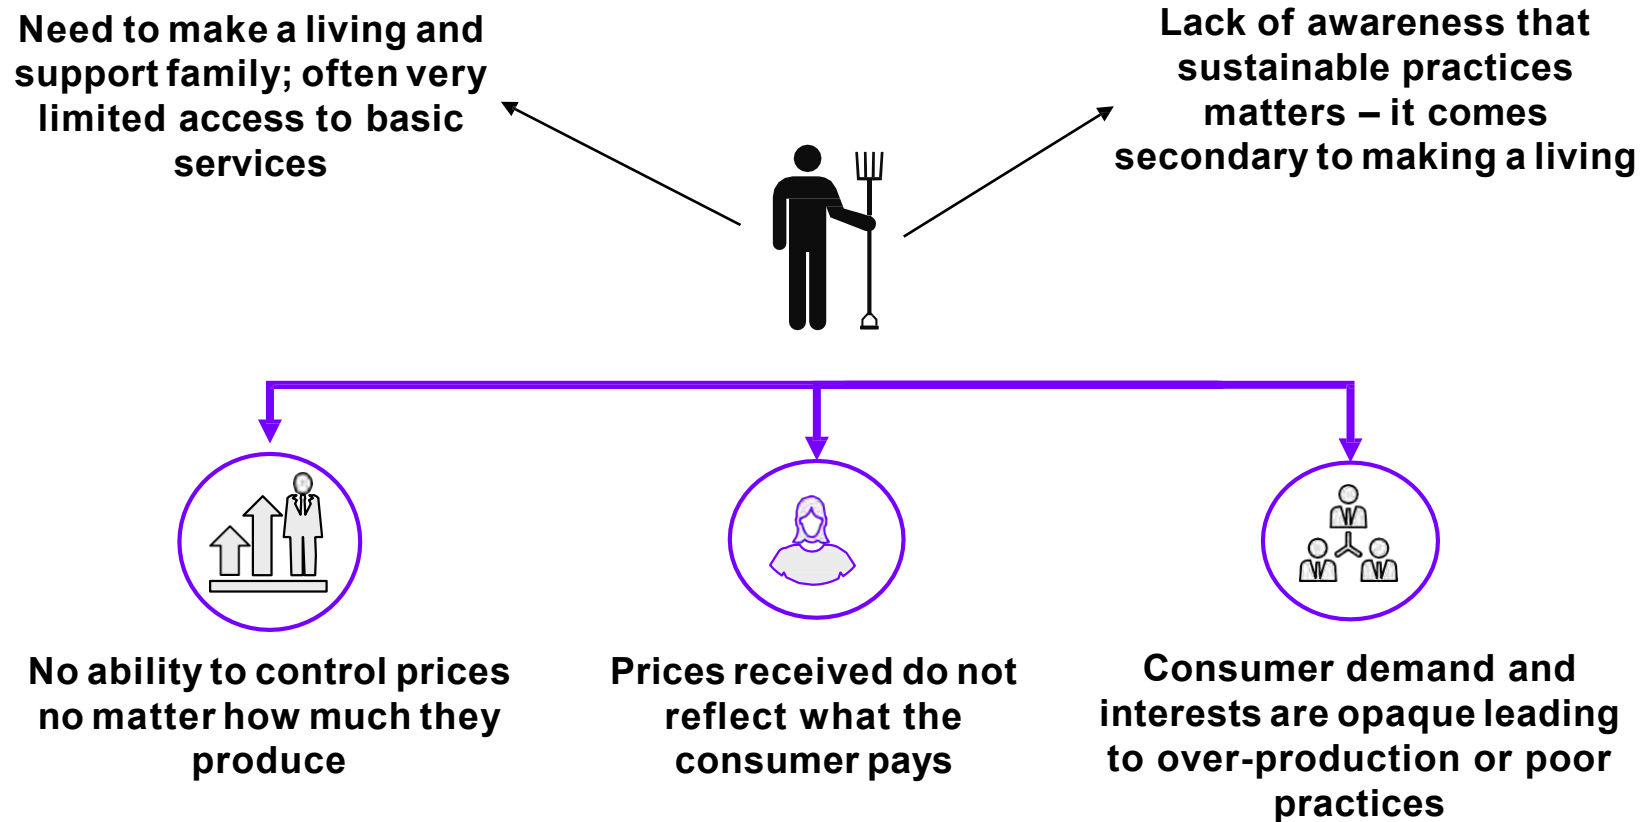 Need to make a living and
support family; often very
limited access to basic
services
Lack of awareness that
sustainable practices
matters – it comes
secondary to making a living
No ability to control prices
no matter how much they
produce
Prices received do not
reflect what the
consumer pays
Consumer demand and
interests are opaque leading
to over-production or poor
practices